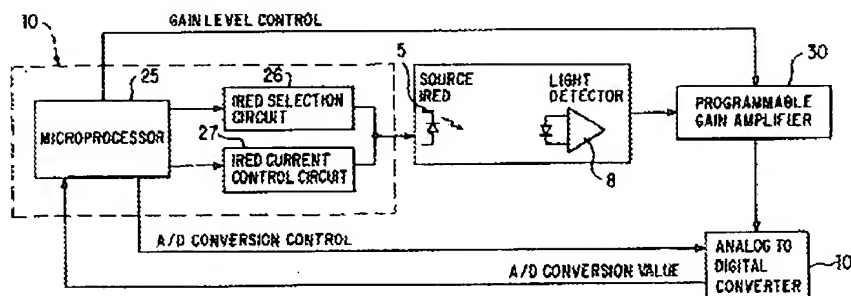 GAIN LEVEL CONTROL
10
25
26
5
30
MICROPROCESSOR
IRED SELECTION
CIRCUIT
27
IRED CURRENT
CONTROL CIRCUIT
SOURCE
IRED
LIGHT
DETECTOR
8
PROGRAMMABLE
GAIN AMPLIFIER
A/D CONVERSION CONTROL
A/D CONVERSION VALUE
ANALOG TO
DIGITAL
CONVERTER
10